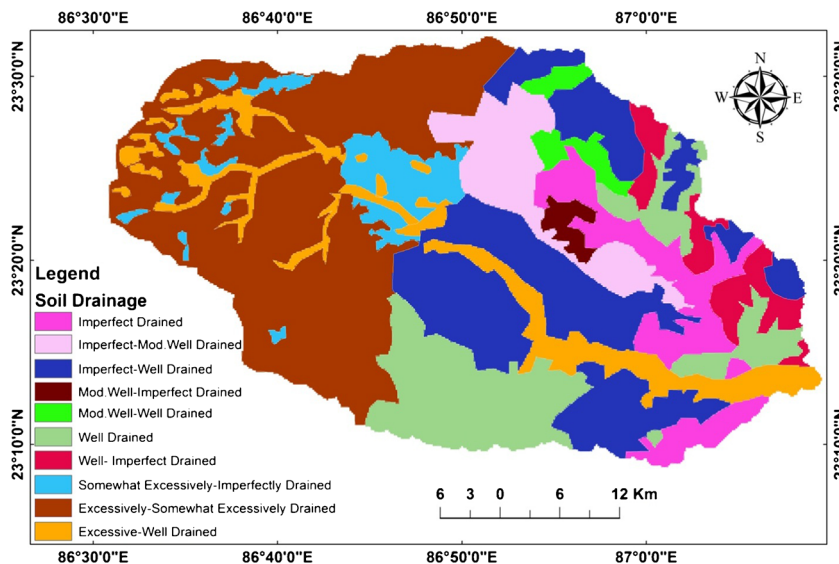 86°30'0"E 86°40'0"E 86°50'0"E 87°0'0"E
23°30'0"N
23°20'0"N
23°10'0"N
N
W E
S
Legend
Soil Drainage
Imperfect Drained
Imperfect-Mod.Well Drained
Imperfect-Well Drained
Mod.Well-Imperfect Drained
Mod.Well-Well Drained
Well Drained
Well- Imperfect Drained
Somewhat Excessively-Imperfectly Drained
Excessively-Somewhat Excessively Drained
Excessive-Well Drained
6 3 0 6 12 Km
86°30'0"E 86°40'0"E 86°50'0"E 87°0'0"E